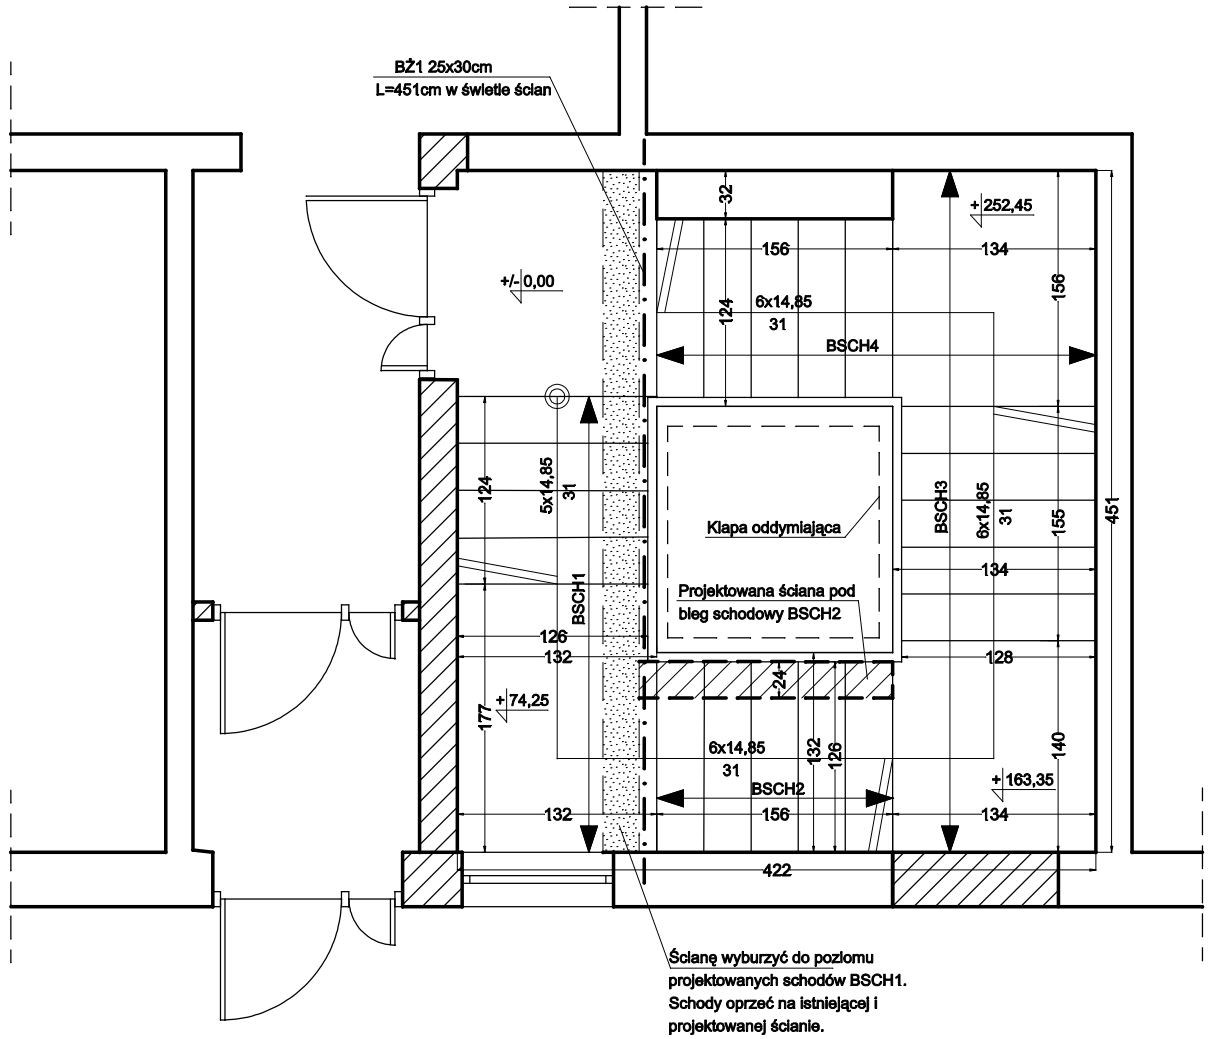 BŻ1 25x30cm
L=451cm w świetle ścian
32
+252,45
156
134
+/-0,00
124
6x14,85
31
156
BSCH4
124
5x14,85
31
BSCH3
6x14,85
31
155
451
Klapa oddymiająca
134
BSCH1
Projektowana ściana pod
bieg schodowy BSCH2
126
132
128
24
+74,25
177
6x14,85
31
132
126
140
BSCH2
+163,35
132
156
134
422
Ścianę wyburzyć do poziomu
projektowanych schodów BSCH1.
Schody oprzeć na istniejącej i
projektowanej ścianie.